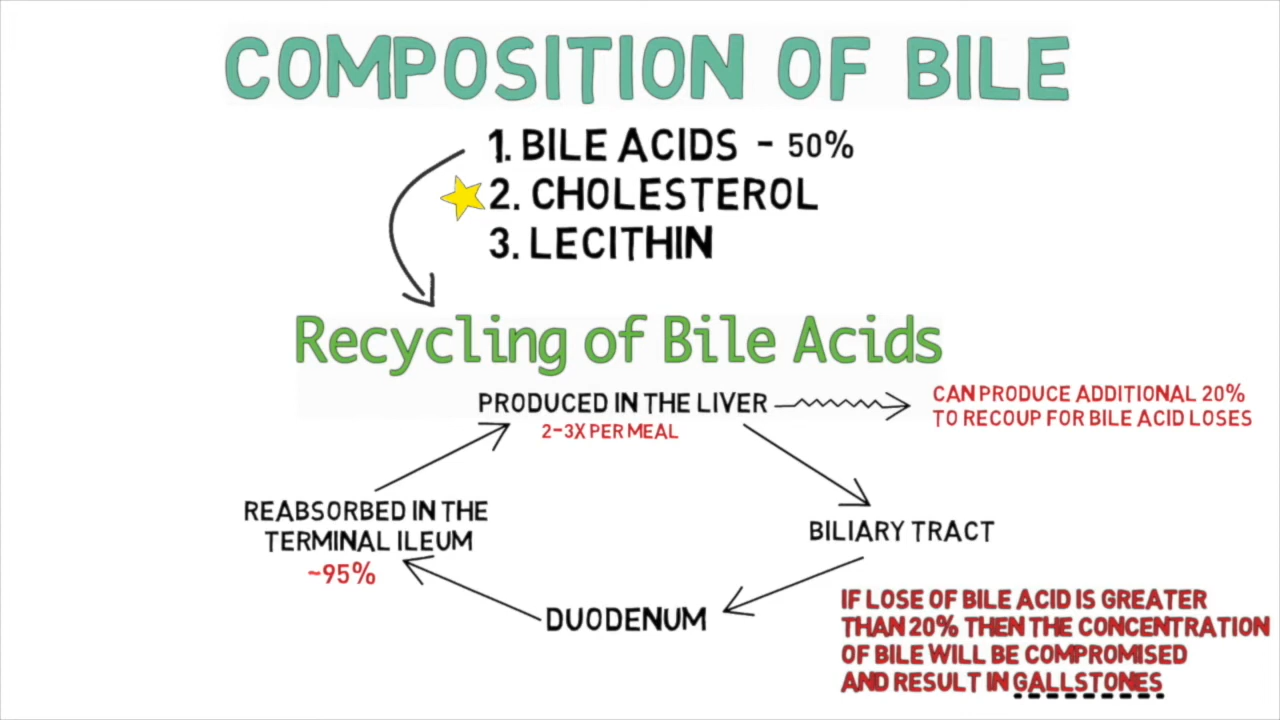 COMPOSITION OF BILE
1. BILE ACIDS - 50%
2. CHOLESTEROL
3. LECITHIN
Recycling of Bile Acids
PRODUCED IN THE LIVER
2-3X PER MEAL
CAN PRODUCE ADDITIONAL 20%
TO RECOUP FOR BILE ACID LOSES
REABSORBED IN THE
TERMINAL ILEUM
~95%
BILIARY TRACT
DUODENUM
IF LOSE OF BILE ACID IS GREATER
THAN 20% THEN THE CONCENTRATION
OF BILE WILL BE COMPROMISED
AND RESULT IN GALLSTONES